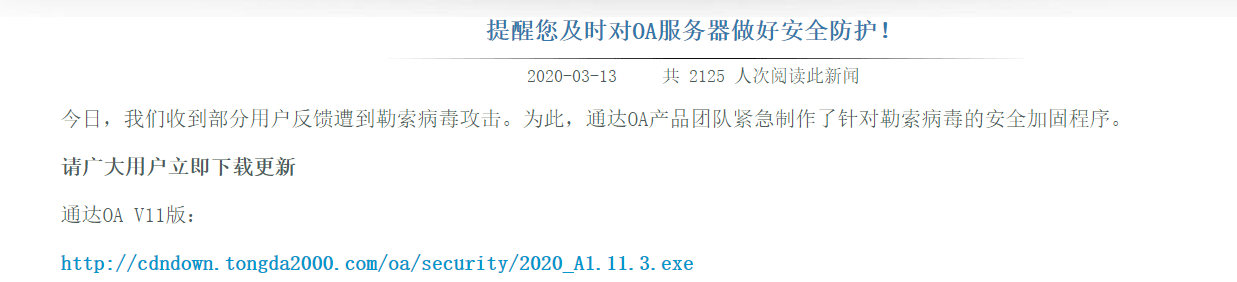 提醒您及时对OA服务器做好安全防护！
2020-03-13 共 2125 人次阅读此新闻
今日，我们收到部分用户反馈遭到勒索病毒攻击。为此，通达OA产品团队紧急制作了针对勒索病毒的安全加固程序。
请广大用户立即下载更新
通达OA V11版：
http://cdndown.tongda2000.com/oa/security/2020_A1.11.3.exe